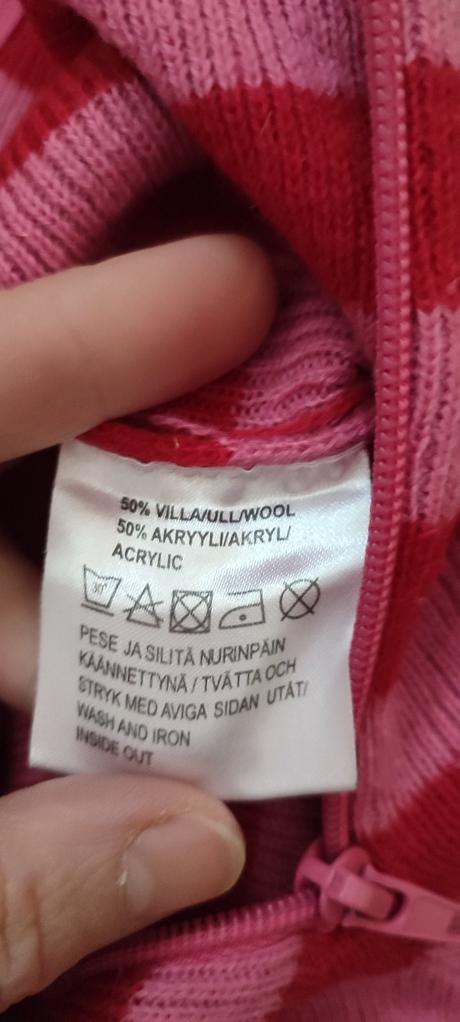 50% VILLA/ULL/WOOL
50% AKRYYLI/AKRYL/
ACRYLIC
30°
PESE JA SILITÄ NURINPÄIN
KÄÄNNETTYNÄ / TVÄTTA OCH
STRYK MED AVIGA SIDAN UTÅT/
WASH AND IRON
INSIDE OUT